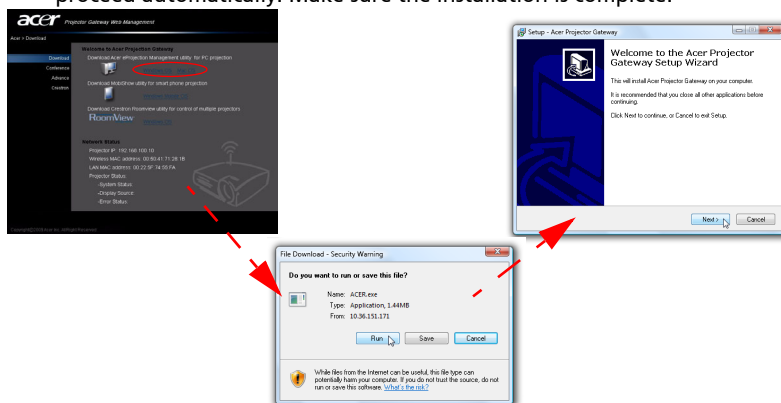 proceed automatically. Make sure the installation is complete.
acer Projector Gateway Web Management
Acer > Download
Download
Conference
Advance
Crestron
Welcome to Acer Projection Gateway
Download Acer eProjection Management utility for PC projection
Download MobiShow utility for smart phone projection
Download Crestron Roomview utility for control of multiple projectors
RoomView
Network Status
Projector IP 192.168.100.10
Wireless MAC address: 00.50.41.71.28.1B
LAN MAC address: 00.22.5F.74.55.FA
Projector Status:
-System Status
-Display Source
-Error Status
Setup - Acer Projector Gateway
Welcome to the Acer Projector
Gateway Setup Wizard
This will install Acer Projector Gateway on your computer.
It is recommended that you close all other applications before
continuing.
Click Next to continue, or Cancel to exit Setup.
Next >
Cancel
File Download - Security Warning
Do you want to run or save this file?
Name: ACER.exe
Type: Application, 1.44MB
From: 10.36.151.171
Run
Save
Cancel
While files from the Internet can be useful, this file type can
potentially harm your computer. If you do not trust the source, do not
run or save this software. What's the risk?